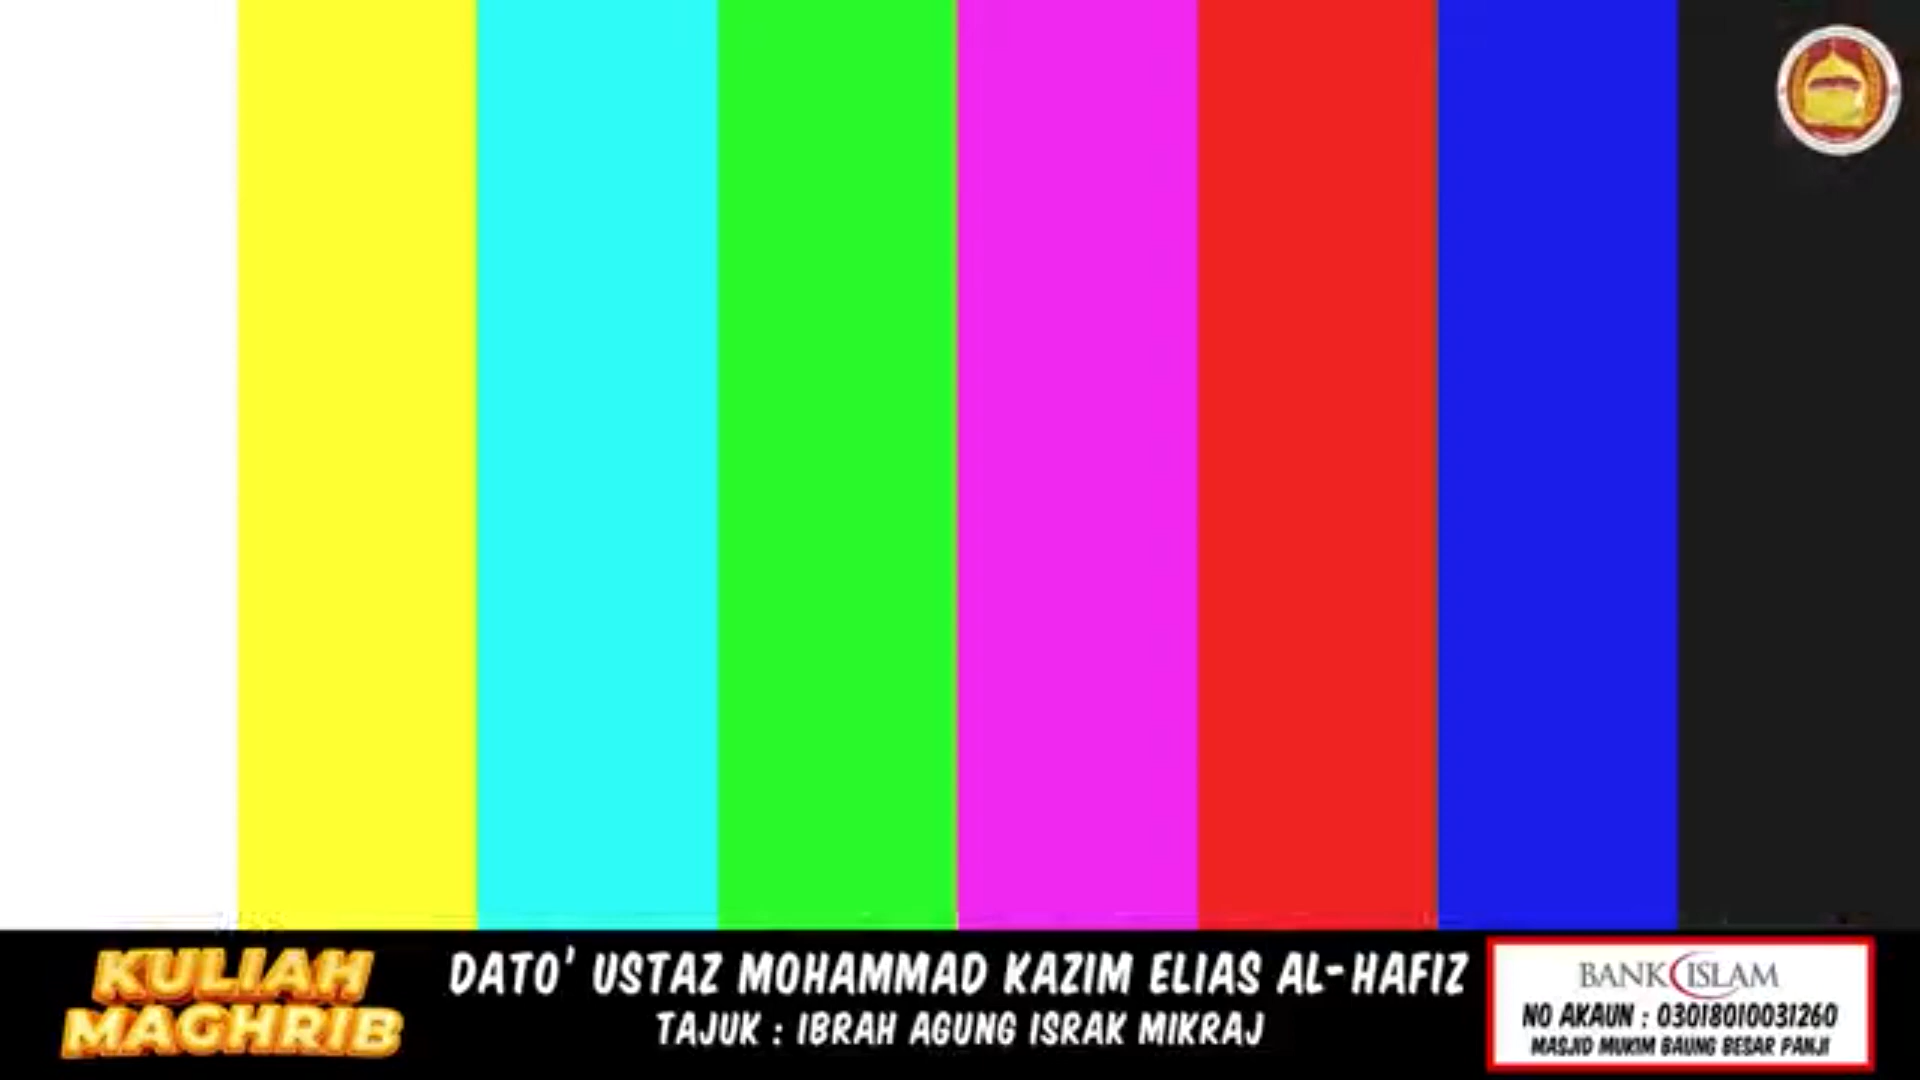 KULIAH
MAGHRIB
DATO' USTAZ MOHAMMAD KAZIM ELIAS AL-HAFIZ
TAJUK : IBRAH AGUNG ISRAK MIKRAJ
BANK ISLAM
NO AKAUN : 03018010031260
MASJID MUKIM BAUNG BESAR PANJI